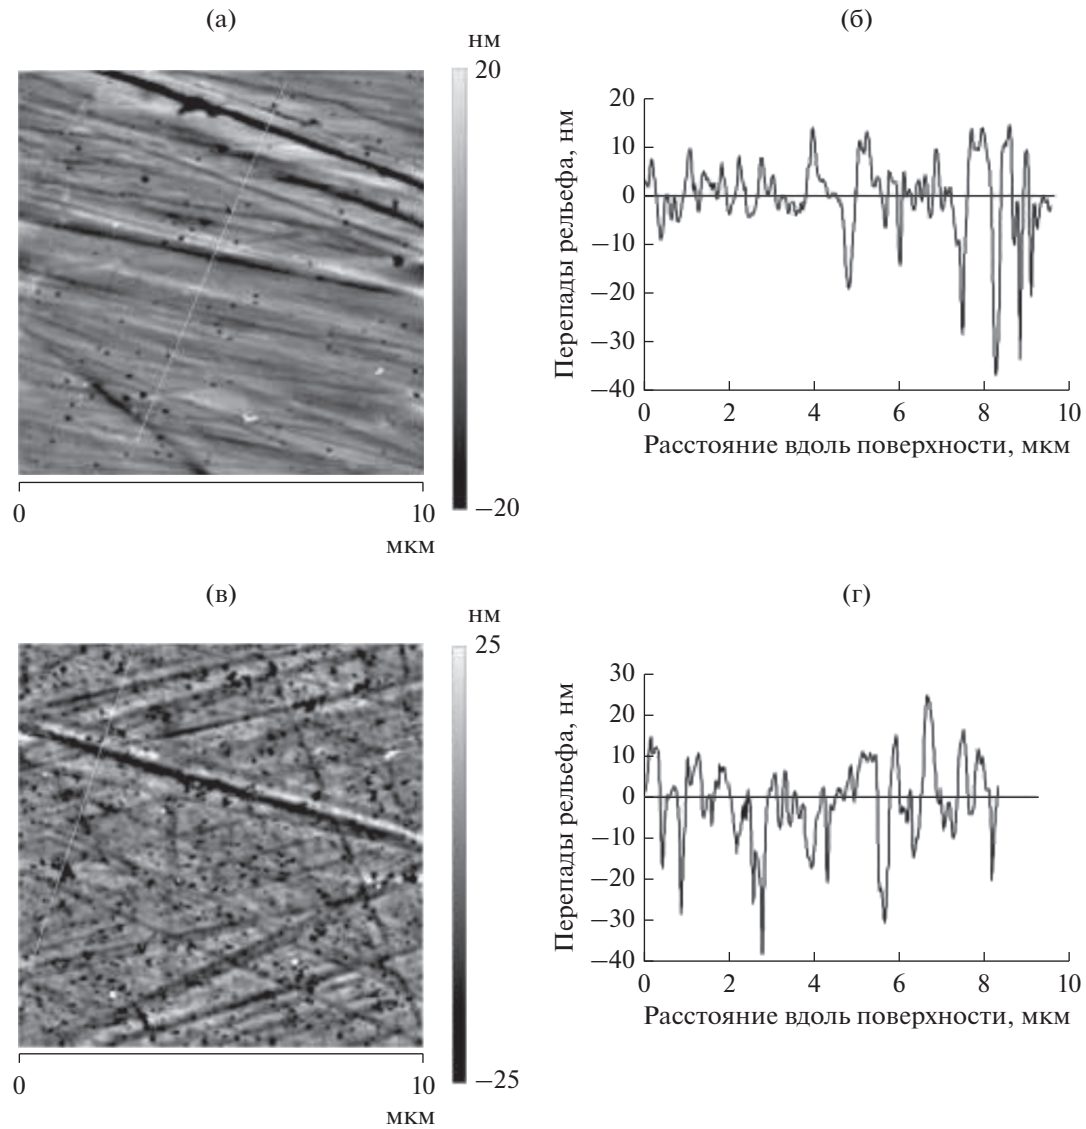 (а)
нм
20
−20
0 10
мкм
(б)
Перепады рельефа, нм
20
10
0
−10
−20
−30
−40
0 2 4 6 8 10
Расстояние вдоль поверхности, мкм
(в)
нм
25
−25
0 10
мкм
(г)
Перепады рельефа, нм
30
20
10
0
−10
−20
−30
−40
0 2 4 6 8 10
Расстояние вдоль поверхности, мкм